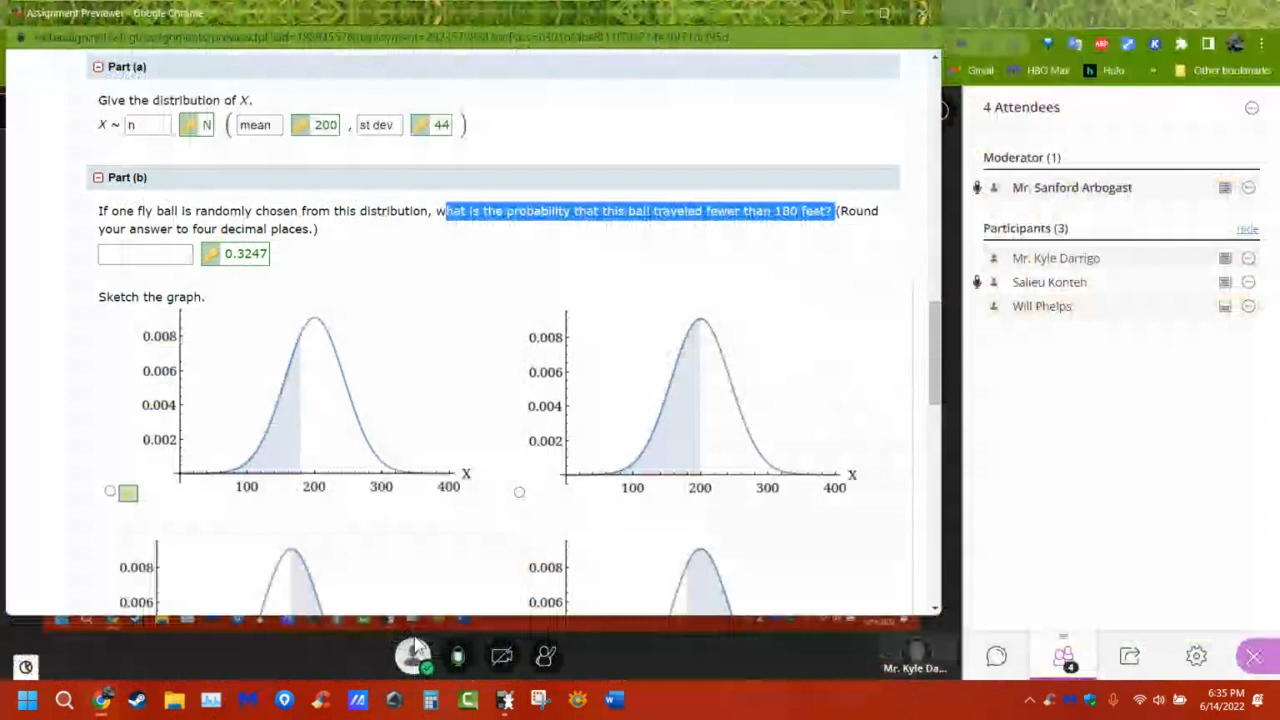 Assignment Previewer - Google Chrome
Part (a)
Give the distribution of X.
X ~ n N ( mean 200 , st dev 44 )
Part (b)
If one fly ball is randomly chosen from this distribution, what is the probability that this ball traveled fewer than 180 feet? (Round
your answer to four decimal places.)
0.3247
Sketch the graph.
0.008
0.006
0.004
0.002
100 200 300 400 X
0.008
0.006
0.004
0.002
100 200 300 400 X
0.008
0.006
0.008
0.006
Gmail HBO Max Hulu » Other bookmarks
4 Attendees
Moderator (1)
Mr. Sanford Arbogast
Participants (3) Hide
Mr. Kyle Darrigo
Salieu Konteh
Will Phelps
Mr. Kyle Da...
4
6:35 PM
6/14/2022